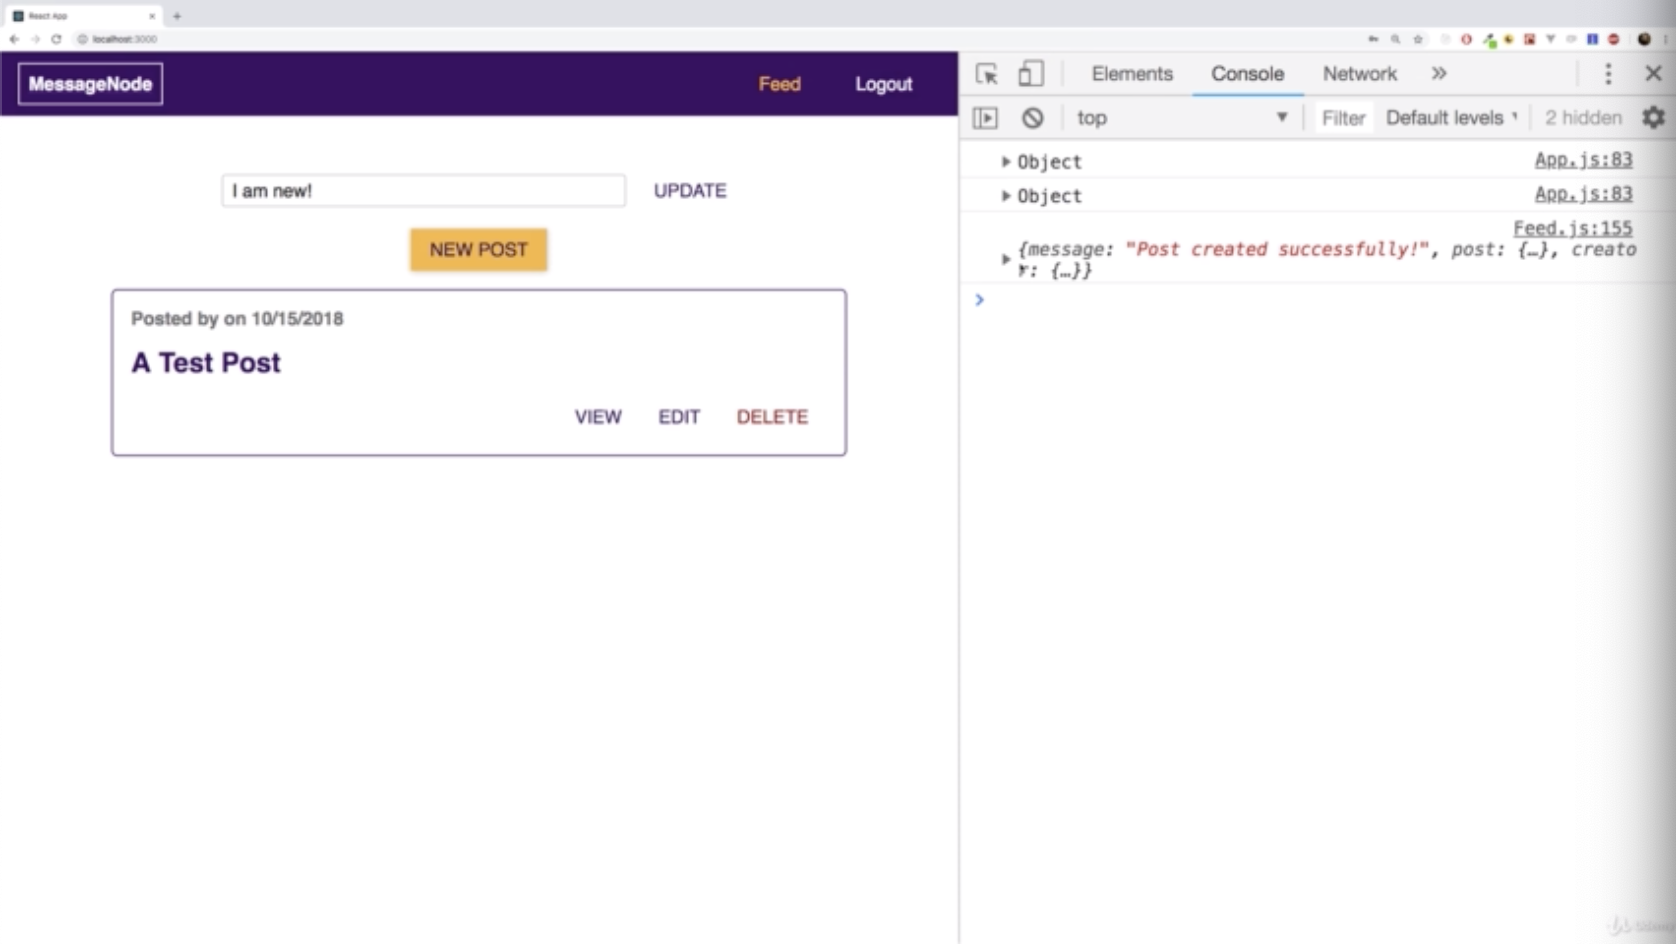 React App
localhost:3000
MessageNode
Feed
Logout
I am new!
UPDATE
NEW POST
Posted by on 10/15/2018
A Test Post
VIEW
EDIT
DELETE
Elements
Console
Network
top
Filter
Default levels
2 hidden
Object
App.js:83
Object
App.js:83
Feed.js:155
{message: "Post created successfully!", post: {…}, creato
r: {…}}